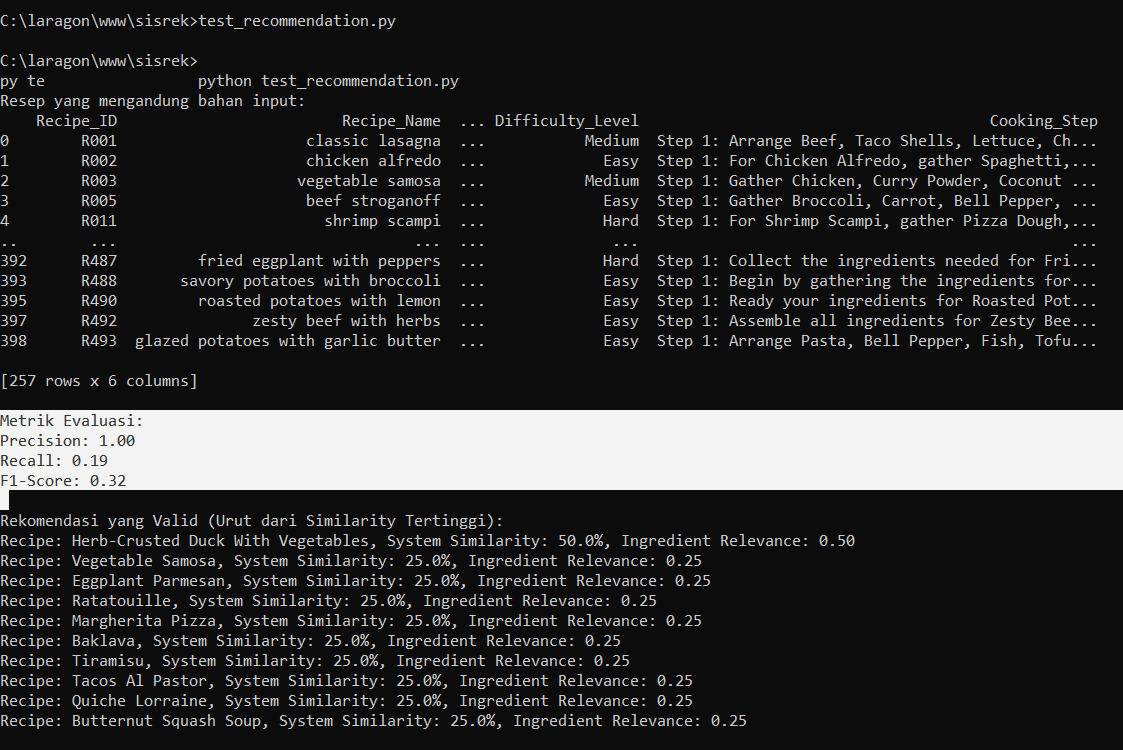 C:\laragon\www\sisrek>test_recommendation.py
C:\laragon\www\sisrek>
py te                 python test_recommendation.py
Resep yang mengandung bahan input:
    Recipe_ID                         Recipe_Name  ... Difficulty_Level                                       Cooking_Step
0        R001                     classic lasagna  ...           Medium  Step 1: Arrange Beef, Taco Shells, Lettuce, Ch...
1        R002                     chicken alfredo  ...             Easy  Step 1: For Chicken Alfredo, gather Spaghetti,...
2        R003                    vegetable samosa  ...           Medium  Step 1: Gather Chicken, Curry Powder, Coconut ...
3        R005                     beef stroganoff  ...             Easy  Step 1: Gather Broccoli, Carrot, Bell Pepper, ...
4        R011                       shrimp scampi  ...             Hard  Step 1: For Shrimp Scampi, gather Pizza Dough,...
..        ...                                 ...  ...              ...                                                ...
392      R487         fried eggplant with peppers  ...             Hard  Step 1: Collect the ingredients needed for Fri...
393      R488       savory potatoes with broccoli  ...             Easy  Step 1: Begin by gathering the ingredients for...
395      R490         roasted potatoes with lemon  ...             Easy  Step 1: Ready your ingredients for Roasted Pot...
397      R492               zesty beef with herbs  ...             Easy  Step 1: Assemble all ingredients for Zesty Bee...
398      R493  glazed potatoes with garlic butter  ...             Easy  Step 1: Arrange Pasta, Bell Pepper, Fish, Tofu...
[257 rows x 6 columns]
Metrik Evaluasi:
Precision: 1.00
Recall: 0.19
F1-Score: 0.32
Rekomendasi yang Valid (Urut dari Similarity Tertinggi):
Recipe: Herb-Crusted Duck With Vegetables, System Similarity: 50.0%, Ingredient Relevance: 0.50
Recipe: Vegetable Samosa, System Similarity: 25.0%, Ingredient Relevance: 0.25
Recipe: Eggplant Parmesan, System Similarity: 25.0%, Ingredient Relevance: 0.25
Recipe: Ratatouille, System Similarity: 25.0%, Ingredient Relevance: 0.25
Recipe: Margherita Pizza, System Similarity: 25.0%, Ingredient Relevance: 0.25
Recipe: Baklava, System Similarity: 25.0%, Ingredient Relevance: 0.25
Recipe: Tiramisu, System Similarity: 25.0%, Ingredient Relevance: 0.25
Recipe: Tacos Al Pastor, System Similarity: 25.0%, Ingredient Relevance: 0.25
Recipe: Quiche Lorraine, System Similarity: 25.0%, Ingredient Relevance: 0.25
Recipe: Butternut Squash Soup, System Similarity: 25.0%, Ingredient Relevance: 0.25